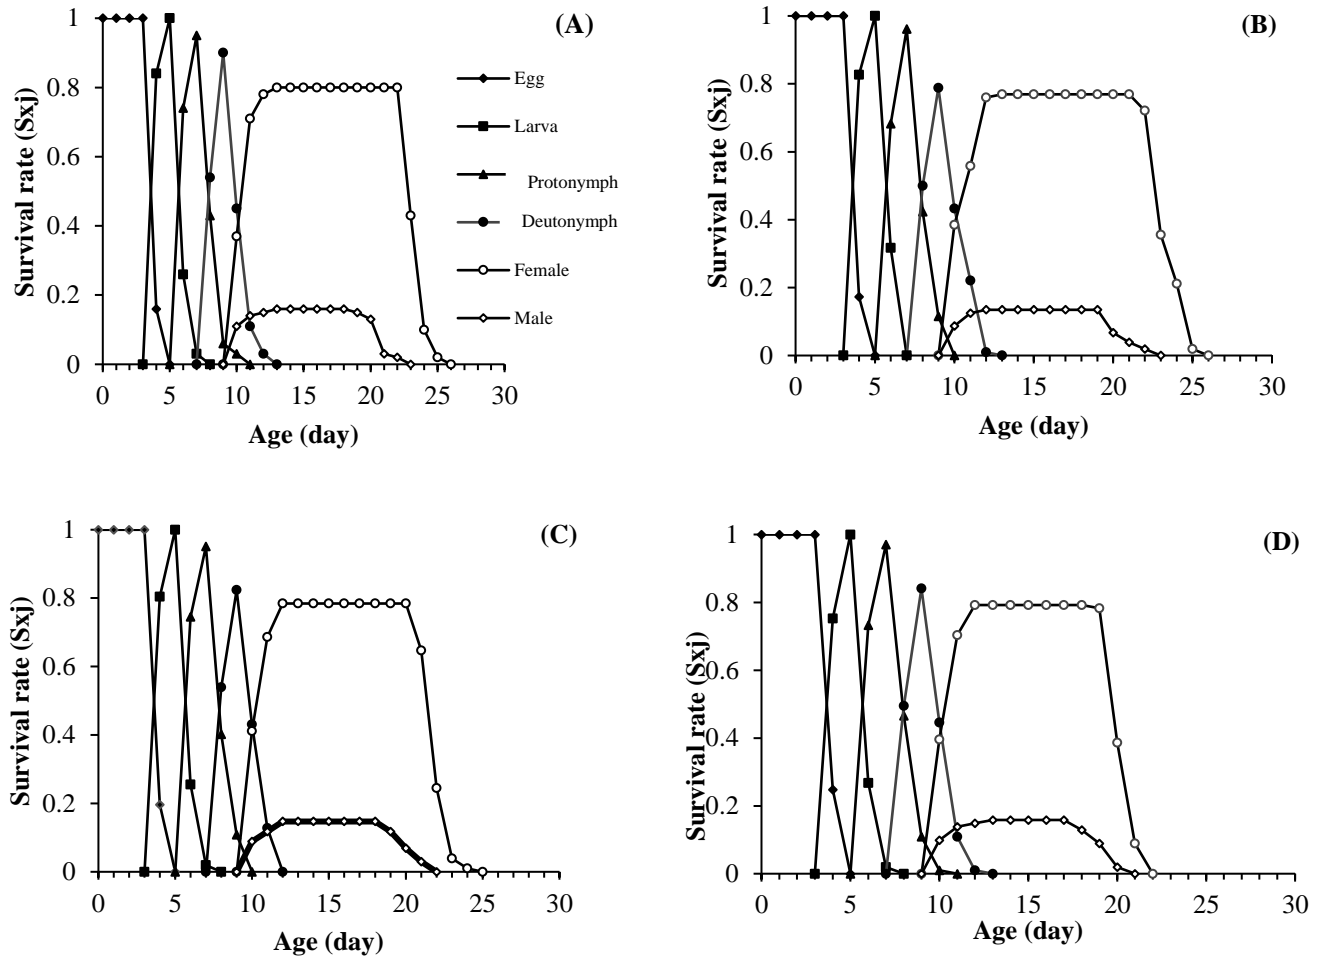 (A)
1
0.8
0.6
0.4
0.2
0
Survival rate (Sxj)
0 5 10 15 20 25 30
Age (day)
Egg
Larva
Protonymph
Deutonymph
Female
Male
(B)
1
0.8
0.6
0.4
0.2
0
Survival rate (Sxj)
0 5 10 15 20 25 30
Age (day)
(C)
1
0.8
0.6
0.4
0.2
0
Survival rate (Sxj)
0 5 10 15 20 25 30
Age (day)
(D)
1
0.8
0.6
0.4
0.2
0
Survival rate (Sxj)
0 5 10 15 20 25 30
Age (day)